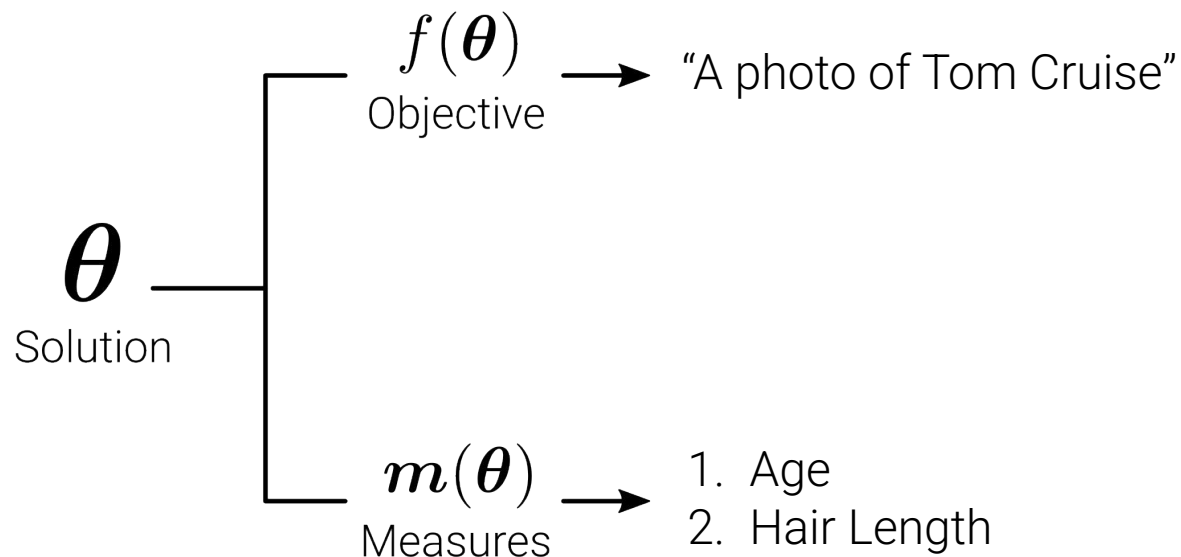 f(θ)
Objective
“A photo of Tom Cruise”
θ
Solution
m(θ)
Measures
1. Age
2. Hair Length